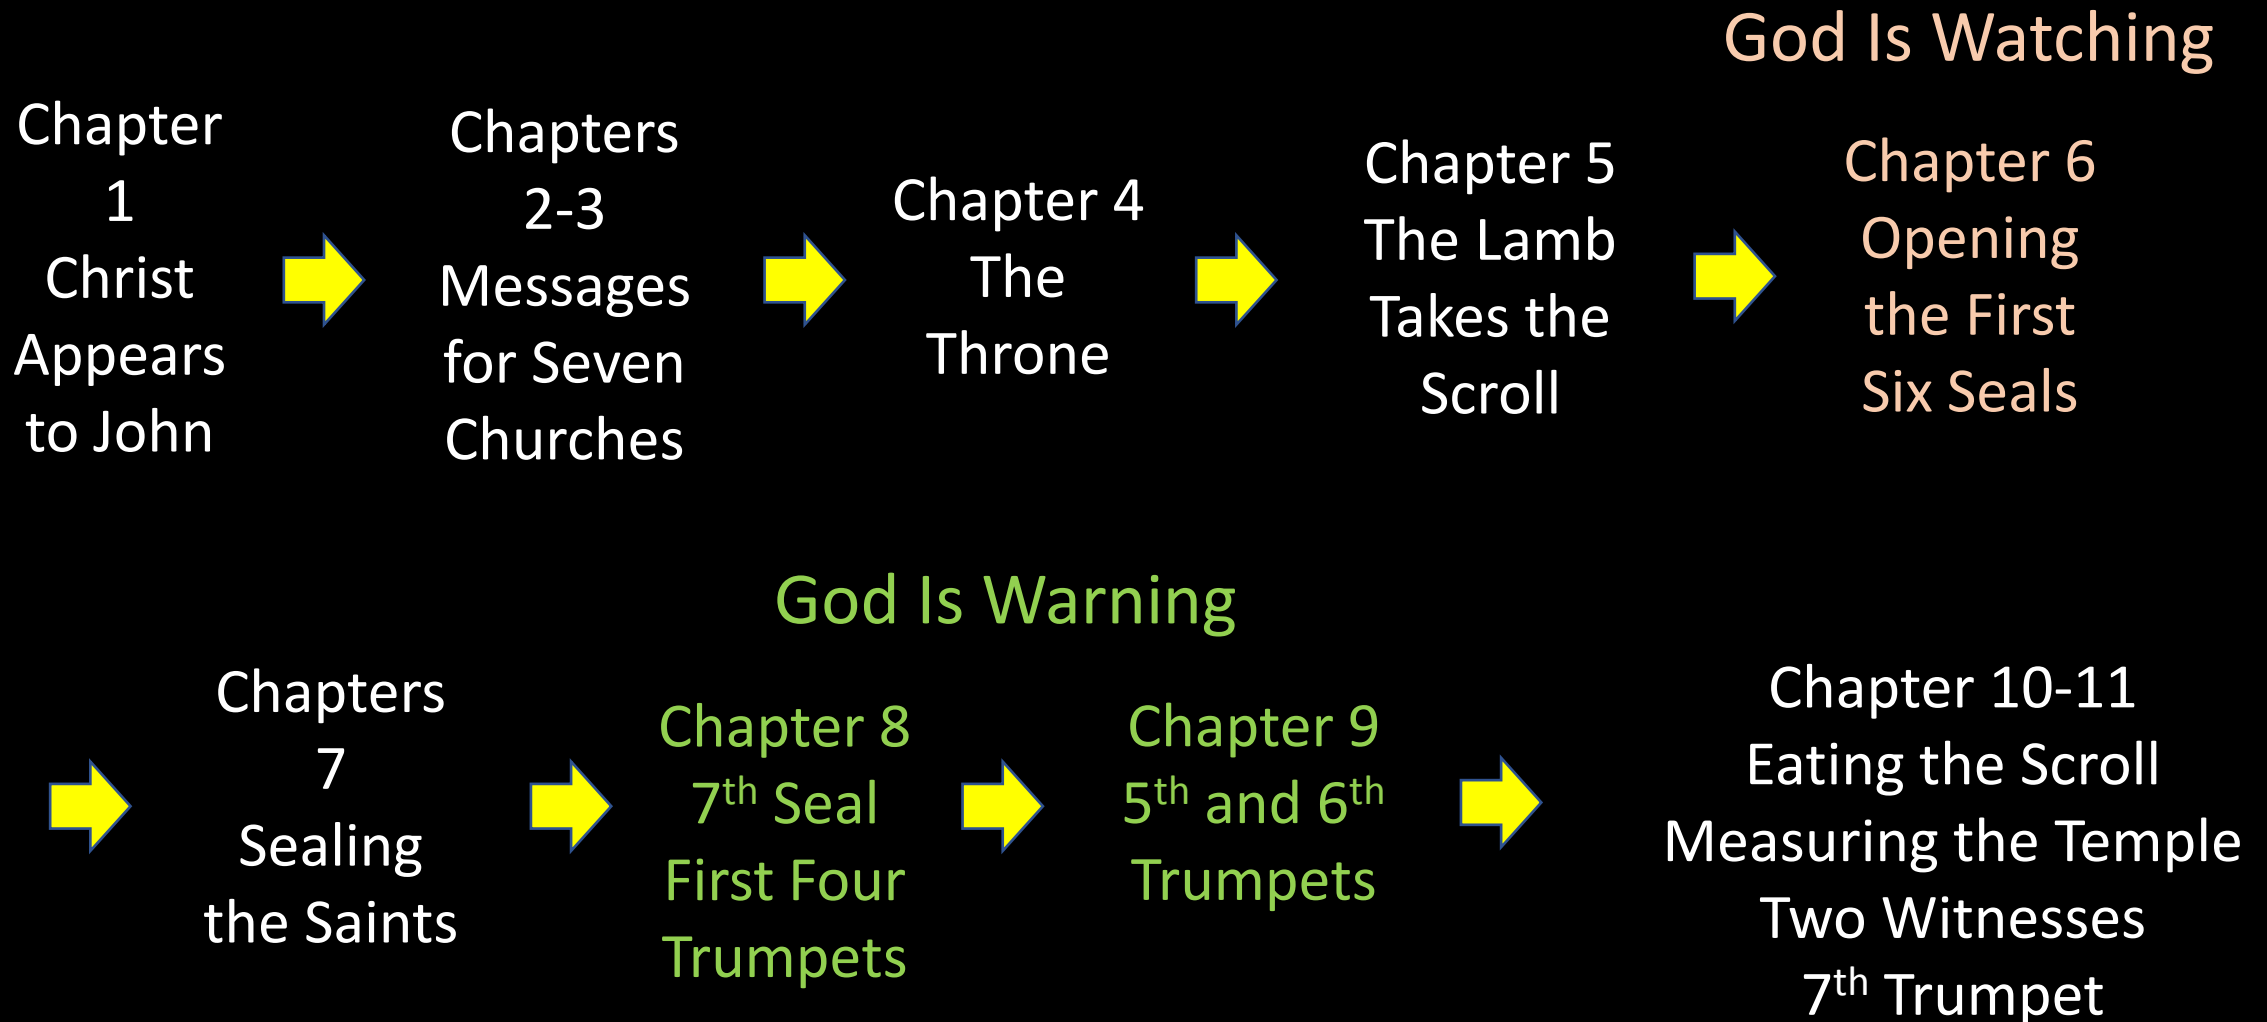 God Is Watching
Chapter
1
Christ
Appears
to John
Chapters
2-3
Messages
for Seven
Churches
Chapter 4
The
Throne
Chapter 5
The Lamb
Takes the
Scroll
Chapter 6
Opening
the First
Six Seals
God Is Warning
Chapters
7
Sealing
the Saints
Chapter 8
7th Seal
First Four
Trumpets
Chapter 9
5th and 6th
Trumpets
Chapter 10-11
Eating the Scroll
Measuring the Temple
Two Witnesses
7th Trumpet